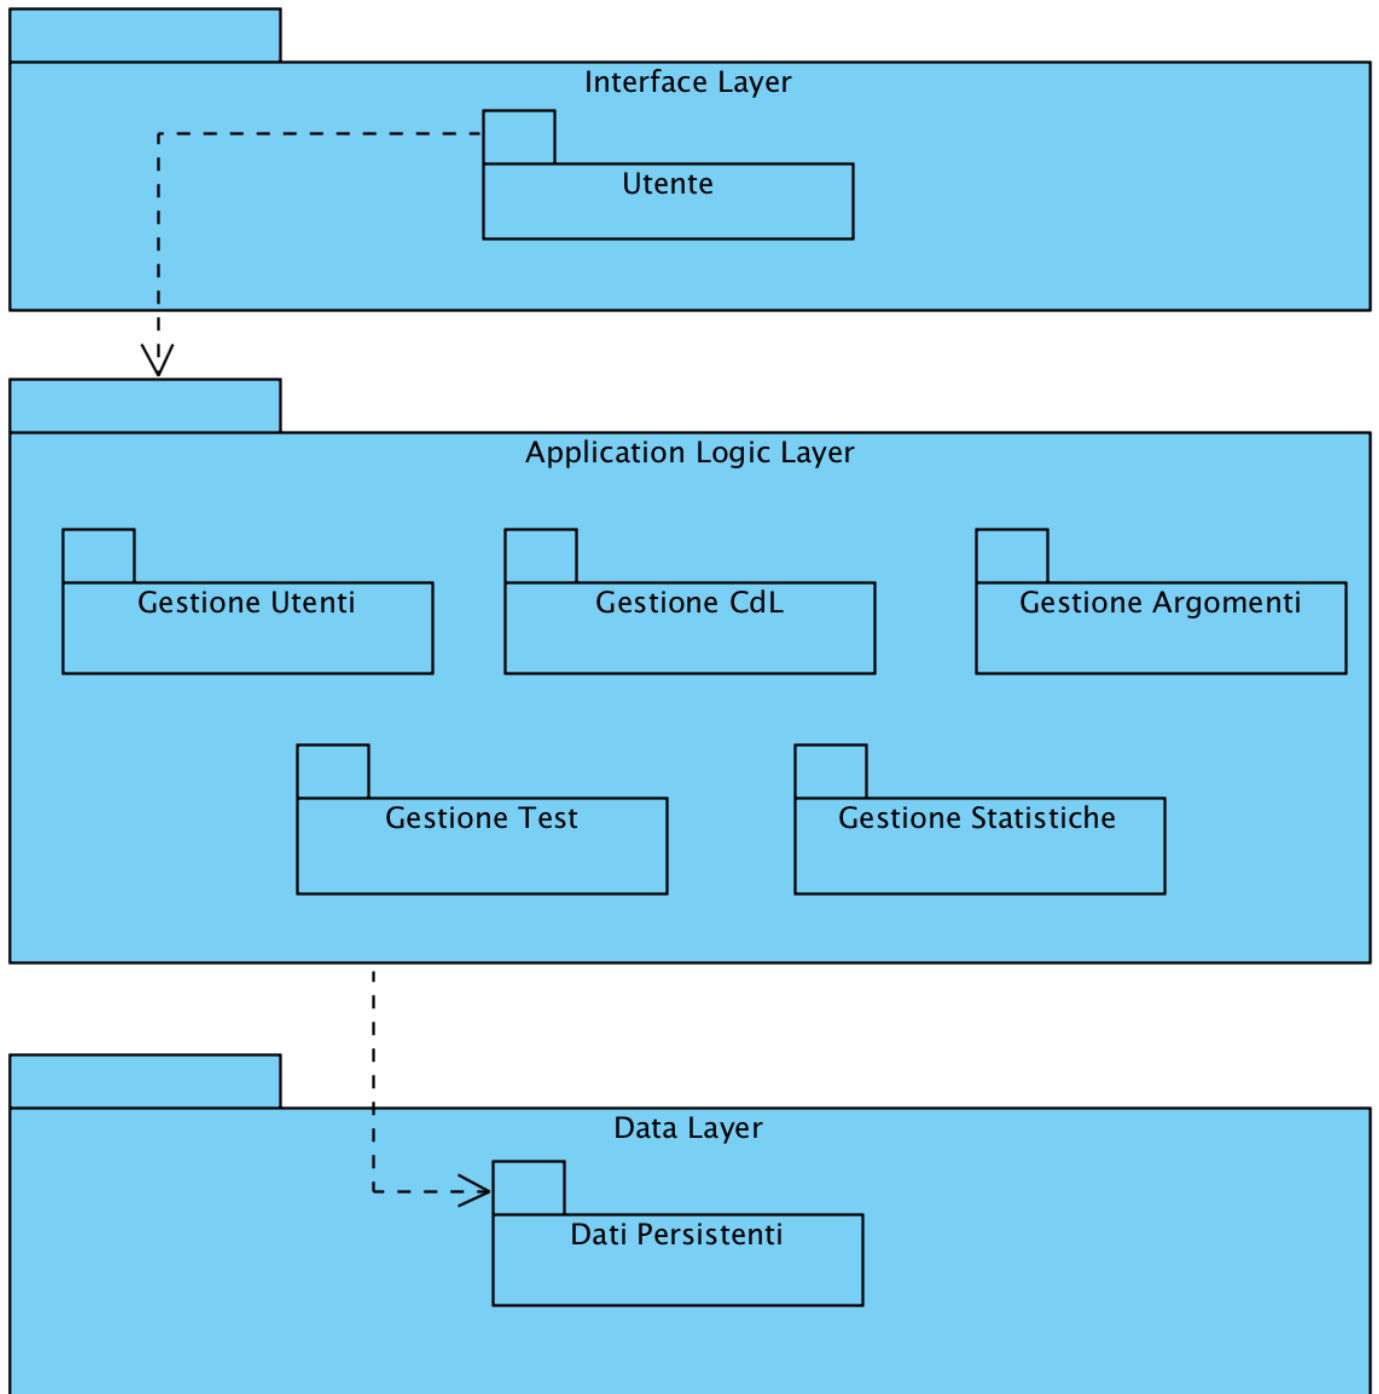 Interface Layer
Utente
Application Logic Layer
Gestione Utenti
Gestione CdL
Gestione Argomenti
Gestione Test
Gestione Statistiche
Data Layer
Dati Persistenti